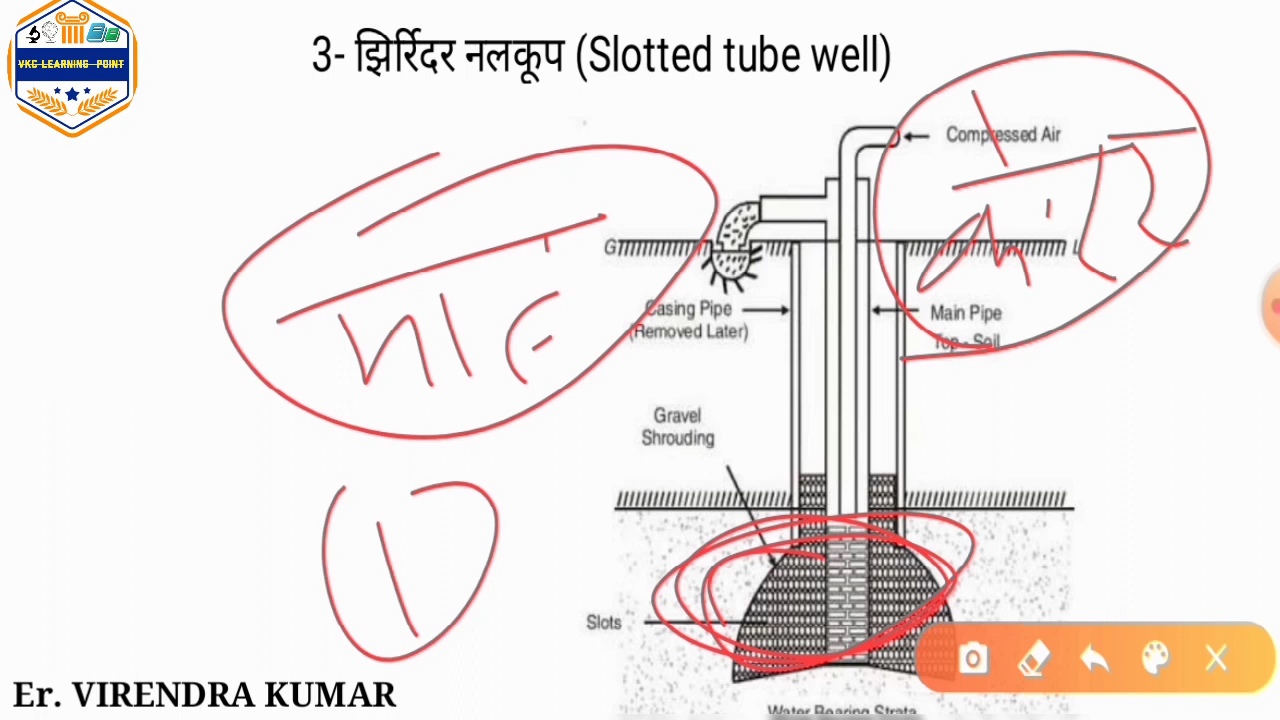 VKG LEARNING POINT
3- झिर्रिदर नलकूप (Slotted tube well)
Compressed Air
G
L
Casing Pipe
(Removed Later)
Main Pipe
Top - Soil
Gravel
Shrouding
Slots
Water Bearing Strata
Er. VIRENDRA KUMAR